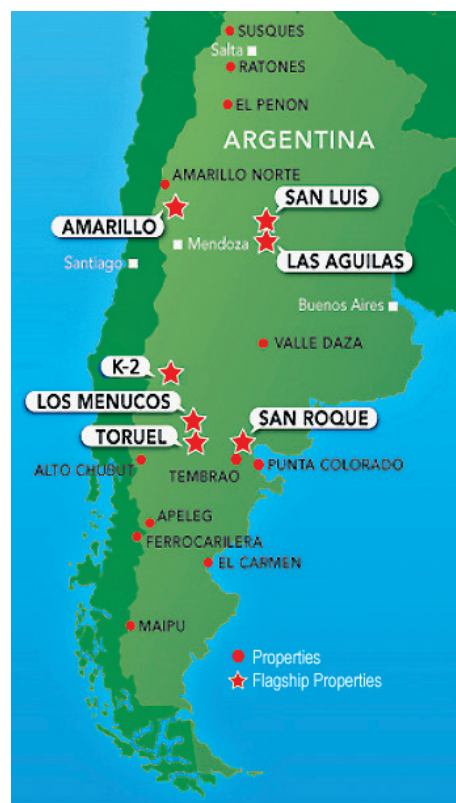 SUSQUES
Salta
RATONES
EL PENON
ARGENTINA
AMARILLO NORTE
SAN LUIS
AMARILLO
Mendoza
LAS AGUILAS
Santiago
Buenos Aires
VALLE DAZA
K-2
LOS MENUCOS
SAN ROQUE
TORUEL
ALTO CHUBUT
TEMBRAO
PUNTA COLORADO
APELEG
FERROCARILERA
EL CARMEN
MAIPU
Properties
Flagship Properties